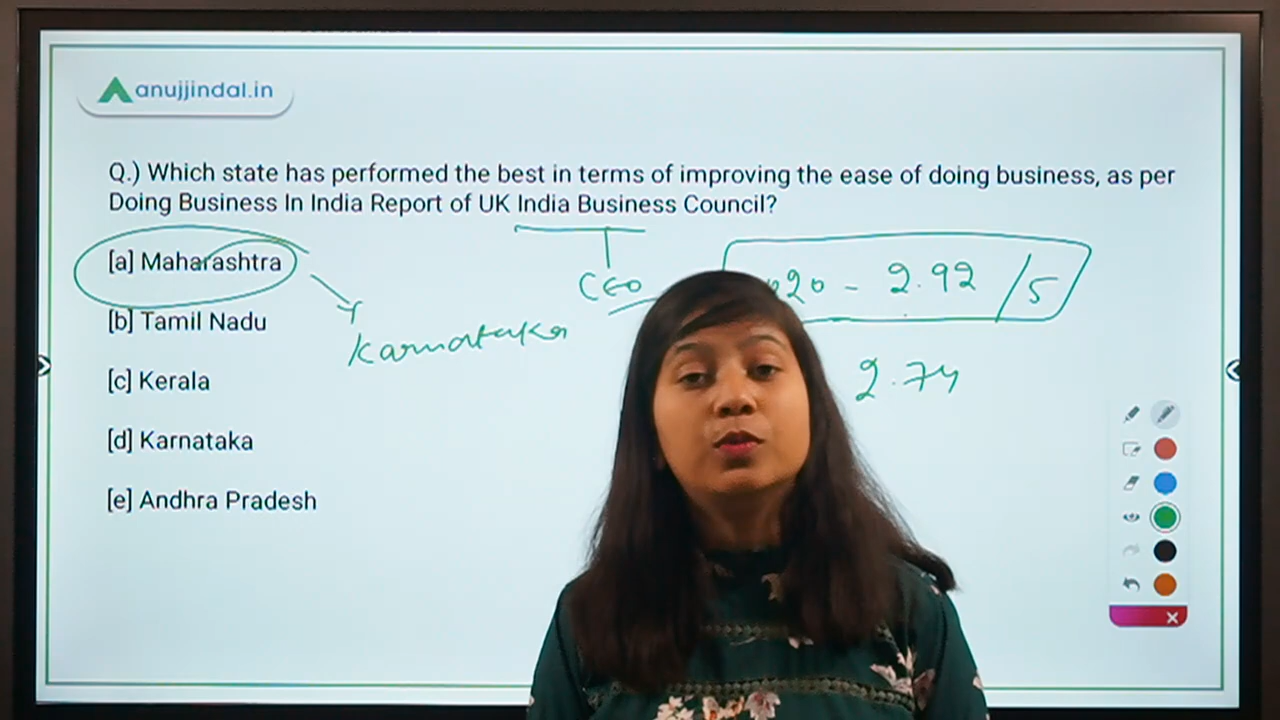 anujjindal.in
Q.) Which state has performed the best in terms of improving the ease of doing business, as per
Doing Business In India Report of UK India Business Council?
[a] Maharashtra
CEO
20 - 2.92 /5
[b] Tamil Nadu
Karnataka
[c] Kerala
2.74
[d] Karnataka
[e] Andhra Pradesh